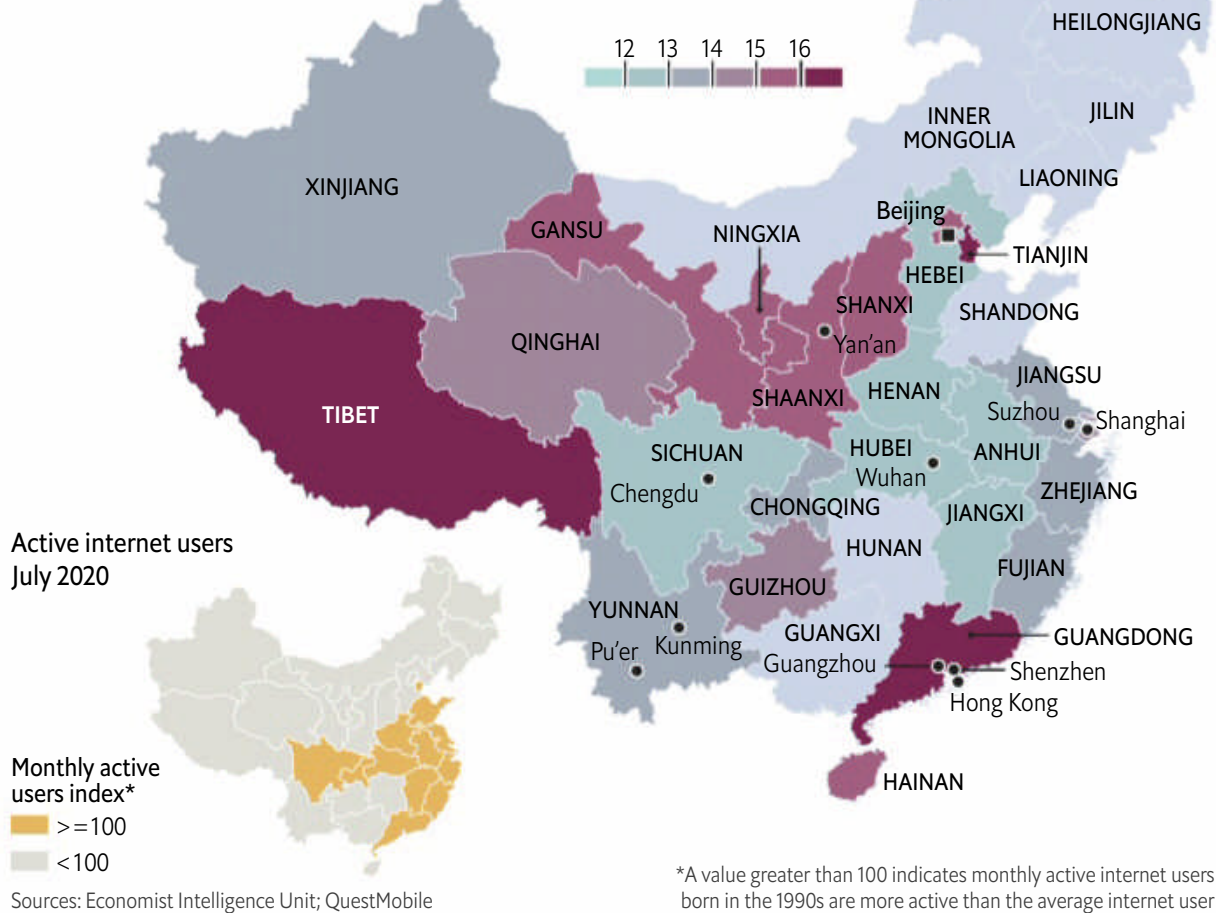 12 13 14 15 16
HEILONGJIANG
JILIN
INNER
MONGOLIA
LIAONING
XINJIANG
Beijing
GANSU
NINGXIA
TIANJIN
HEBEI
SHANXI
SHANDONG
QINGHAI
Yan'an
JIANGSU
SHAANXI
HENAN
TIBET
Suzhou
Shanghai
SICHUAN
HUBEI
ANHUI
Wuhan
Chengdu
ZHEJIANG
CHONGQING
JIANGXI
HUNAN
FUJIAN
GUIZHOU
YUNNAN
Kunming
Pu'er
GUANGXI
GUANGDONG
Guangzhou
Shenzhen
Hong Kong
HAINAN
Active internet users
July 2020
Monthly active
users index*
>=100
<100
Sources: Economist Intelligence Unit; QuestMobile
*A value greater than 100 indicates monthly active internet users
born in the 1990s are more active than the average internet user